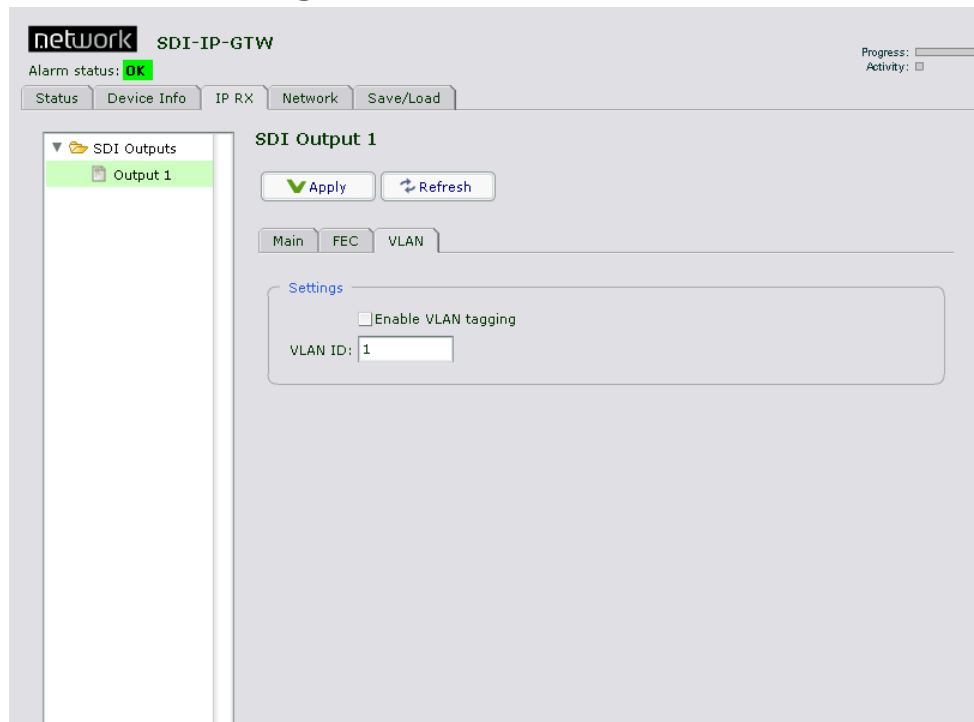 network SDI-IP-GTW
Progress:
Alarm status: OK
Activity:
Status Device Info IP RX Network Save/Load
SDI Outputs
Output 1
SDI Output 1
Apply Refresh
Main FEC VLAN
Settings
Enable VLAN tagging
VLAN ID: 1